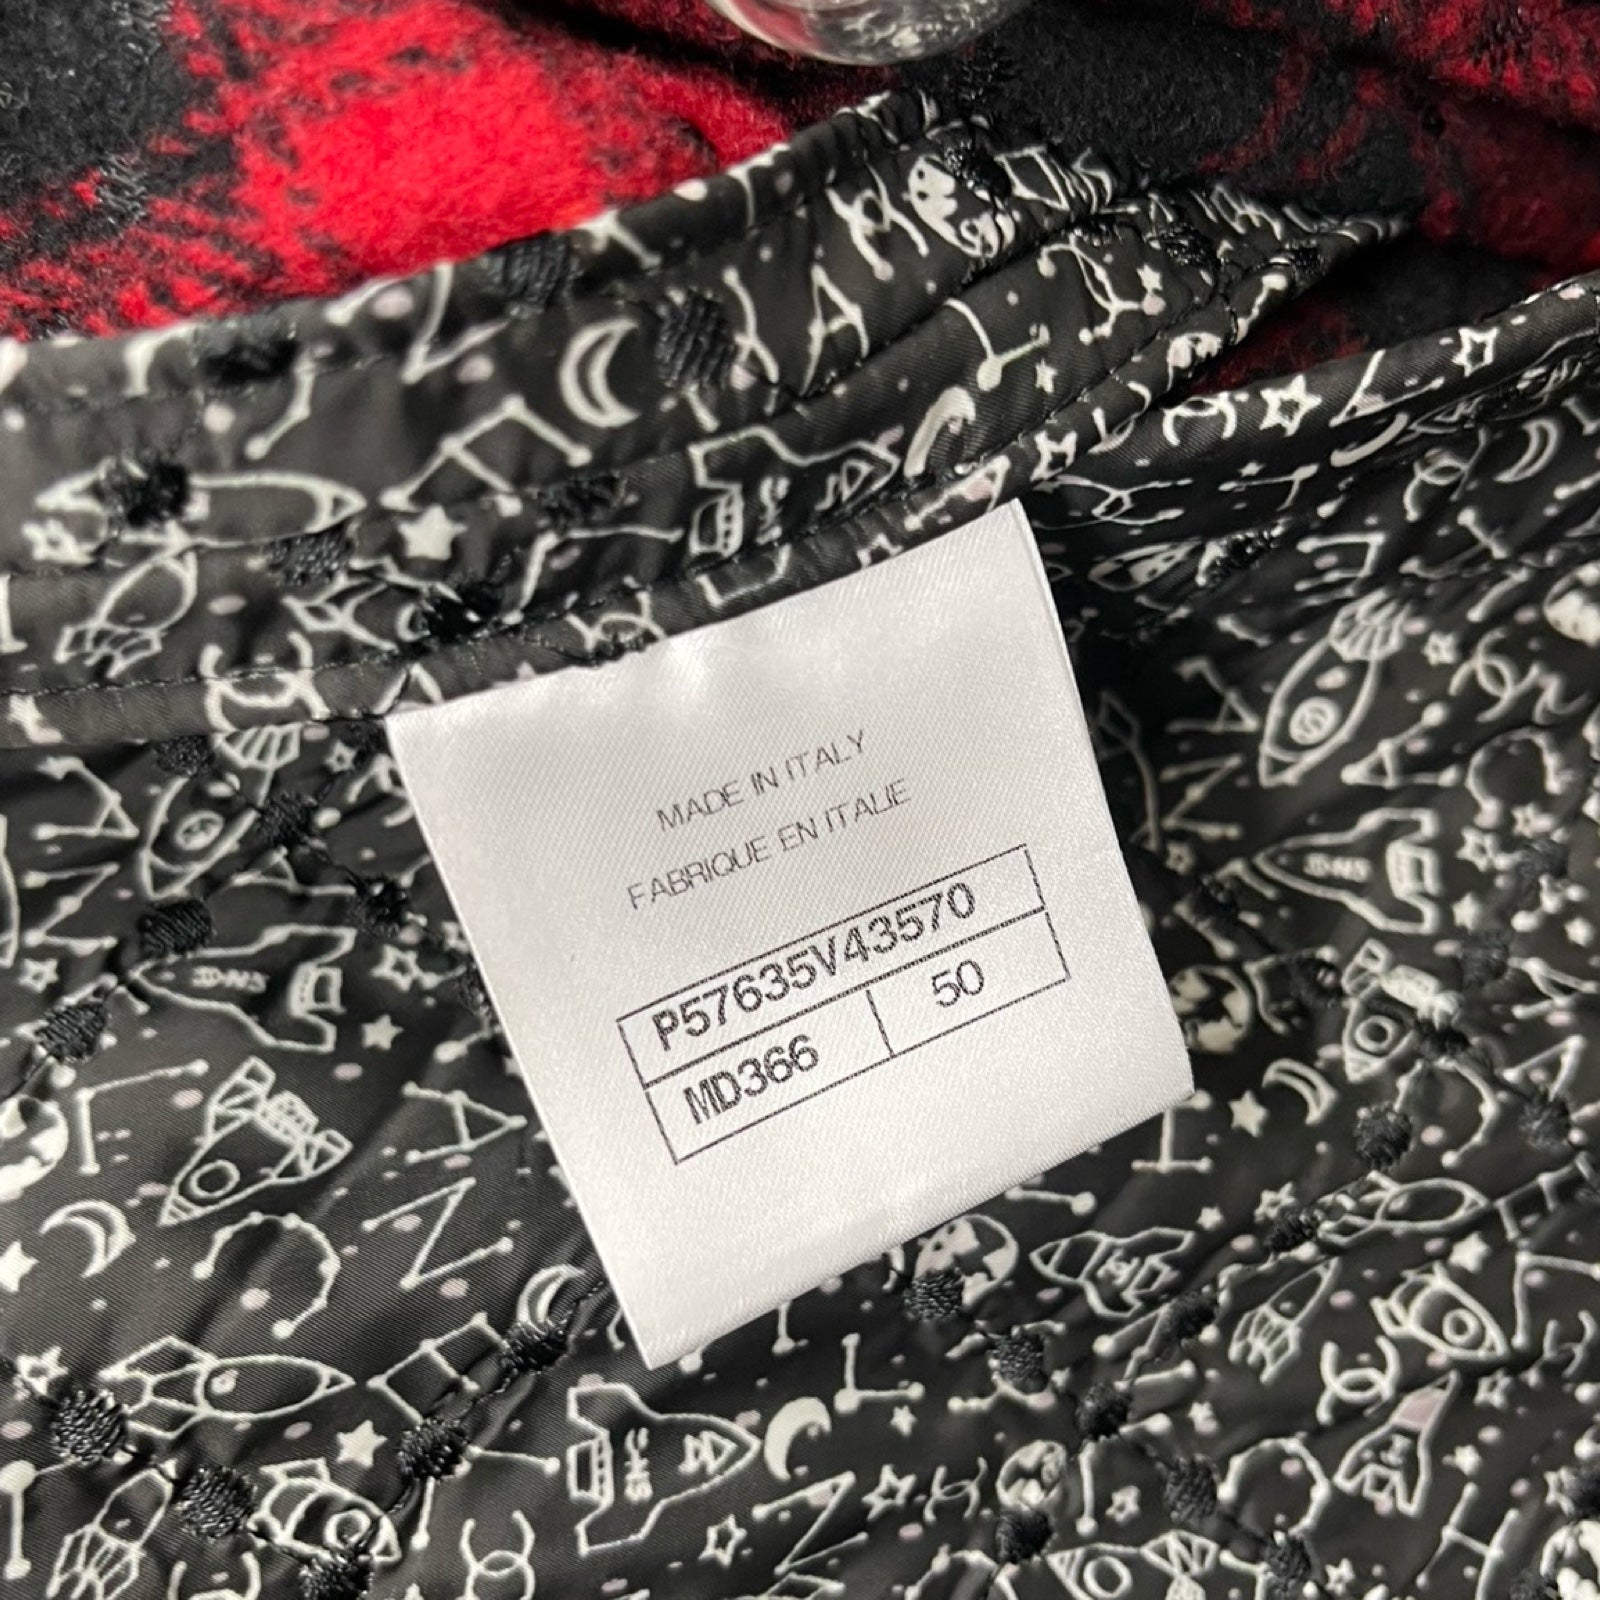 MADE IN ITALY
FABRIQUE EN ITALIE
P57635V43570
MD366 50